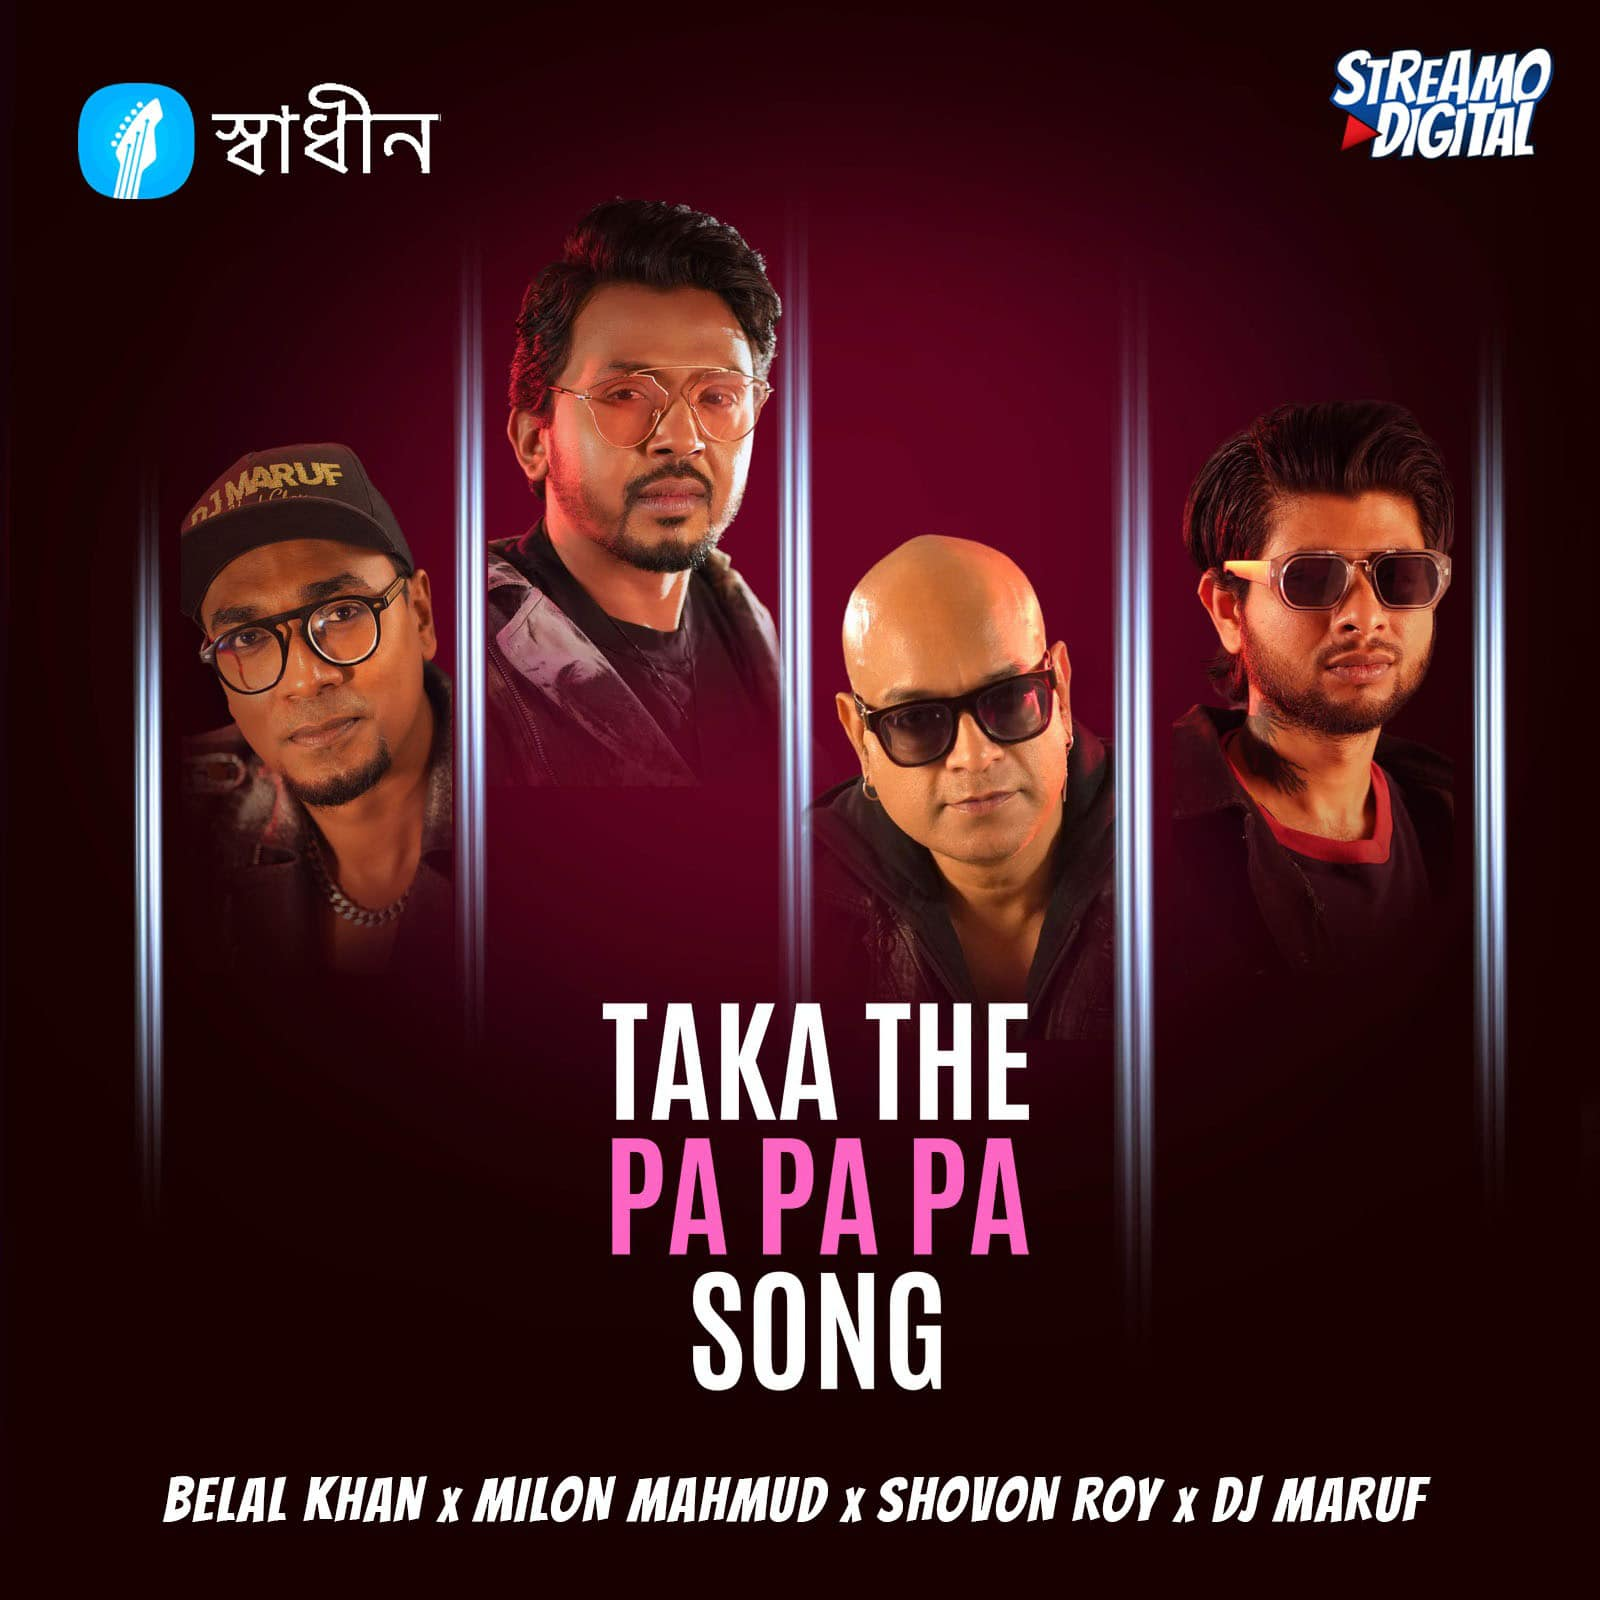 স্বাধীন
STREAMO
DIGITAL
DJ MARUF
TAKA THE
PA PA PA
SONG
BELAL KHAN x MILON MAHMUD x SHOVON ROY x DJ MARUF